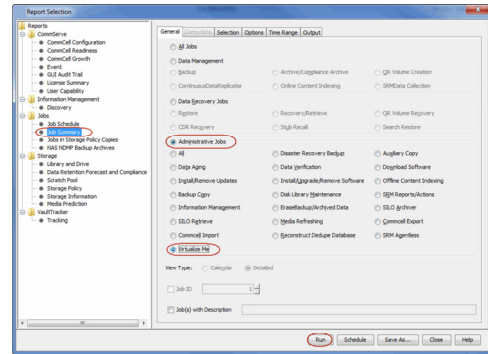 Report Selection
Reports
CommServe
CommCell Configuration
CommCell Readiness
CommCell Growth
Event
GUI Audit Trail
License Summary
User Capability
Information Management
Discovery
Jobs
Job Schedule
Job Summary
Jobs in Storage Policy Copies
NAS NDMP Backup Archives
Storage
Library and Drive
Data Retention Forecast and Compliance
Scratch Pool
Storage Policy
Storage Information
Media Prediction
VaultTracker
Tracking
General Computers Selection Options Time Range Output
All Jobs
Data Management
Backup Archive/Compliance Archive QR Volume Creation
ContinuousDataReplicator Online Content Indexing SRMData Collection
Data Recovery Jobs
Restore Recovery/Retrieve QR Volume Recovery
CDR Recovery Stub Recall Search Restore
Administrative Jobs
All Disaster Recovery Backup Auxiliary Copy
Data Aging Data Verification Download Software
Install/Remove Updates Install/Upgrade/Remove Software Offline Content Indexing
Backup Copy Disk Library Maintenance SRM Reports/Actions
Information Management EraseBackup/Archived Data SILO Archiver
SILO Retrieve Media Refreshing Commcell Export
Commcell Import Reconstruct Dedupe Database SRM Agentless
Virtualize Me
View Type: Calendar Detailed
Job ID 1
Job(s) with Description
Run Schedule Save As... Close Help